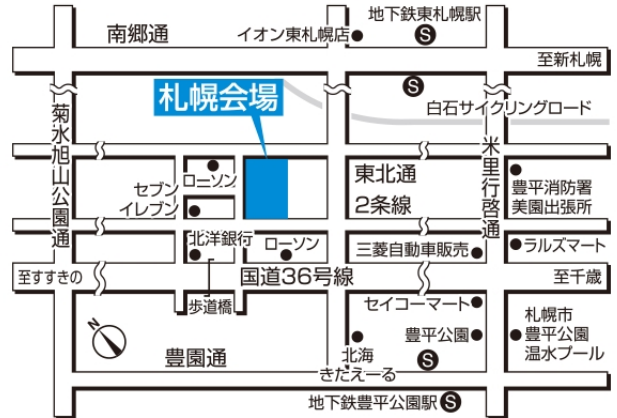 地下鉄東札幌駅
南郷通
イオン東札幌店
S
至新札幌
S
札幌会場
白石サイクリングロード
菊水旭山公園通
米里行啓通
ローソン
東北通
セブン
イレブン
2条線
豊平消防署
美園出張所
北洋銀行
ローソン
三菱自動車販売
ラルズマート
至すすきの
国道36号線
至千歳
歩道橋
セイコーマート
N
札幌市
豊平公園
温水プール
豊平公園
豊園通
北海
きたえーる
S
地下鉄豊平公園駅
S